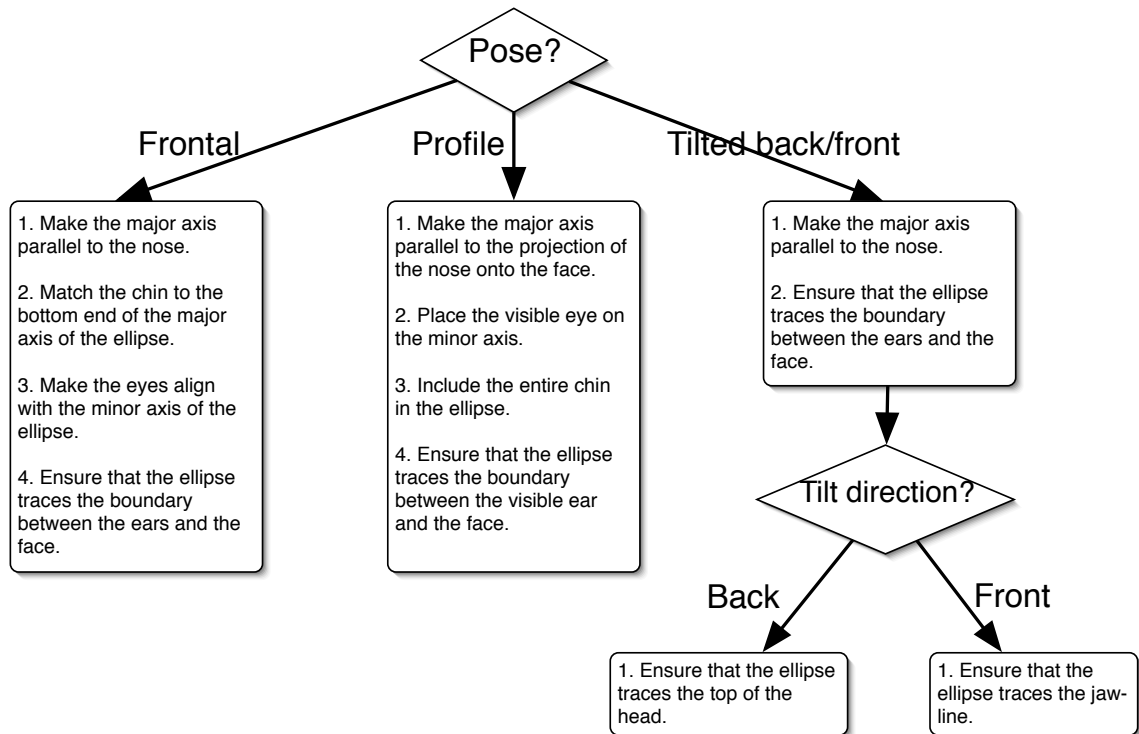 Pose?
Frontal
Profile
Tilted back/front
1. Make the major axis
parallel to the nose.
2. Match the chin to the
bottom end of the major
axis of the ellipse.
3. Make the eyes align
with the minor axis of the
ellipse.
4. Ensure that the ellipse
traces the boundary
between the ears and the
face.
1. Make the major axis
parallel to the projection of
the nose onto the face.
2. Place the visible eye on
the minor axis.
3. Include the entire chin
in the ellipse.
4. Ensure that the ellipse
traces the boundary
between the visible ear
and the face.
1. Make the major axis
parallel to the nose.
2. Ensure that the ellipse
traces the boundary
between the ears and the
face.
Tilt direction?
Back
Front
1. Ensure that the ellipse
traces the top of the
head.
1. Ensure that the
ellipse traces the jaw-
line.